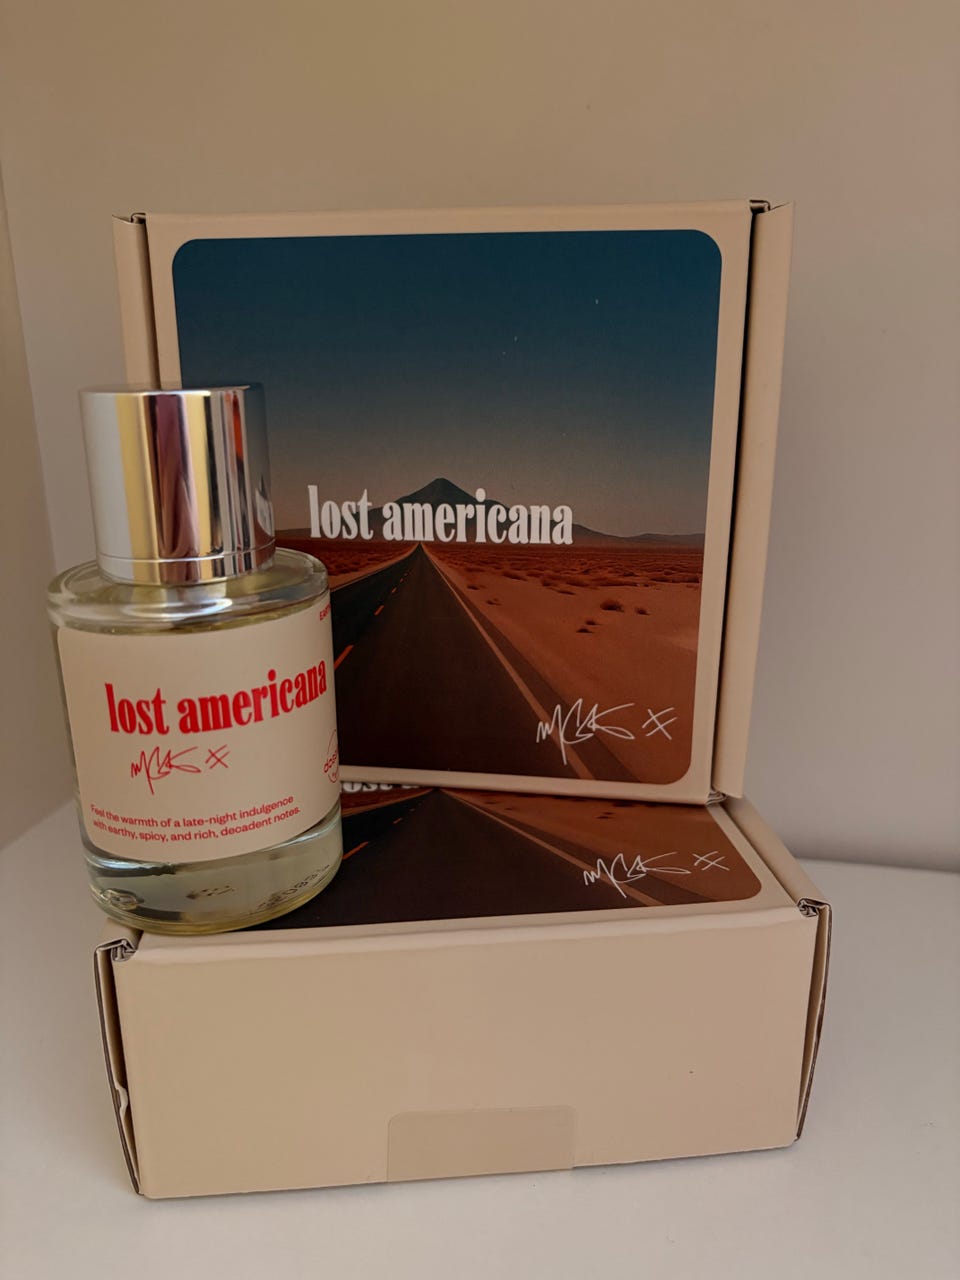 lost americana
lost americana
Feel the warmth of a late-night indulgence
with earthy, spicy, and rich, decadent notes.